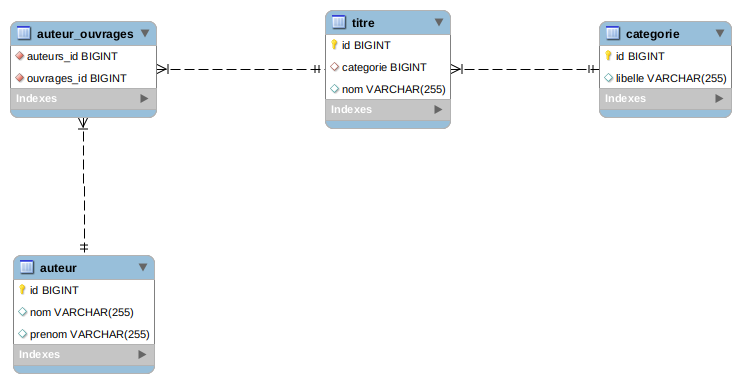 auteur_ouvrages
auteurs_id BIGINT
ouvrages_id BIGINT
Indexes
titre
id BIGINT
categorie BIGINT
nom VARCHAR(255)
Indexes
categorie
id BIGINT
libelle VARCHAR(255)
Indexes
auteur
id BIGINT
nom VARCHAR(255)
prenom VARCHAR(255)
Indexes